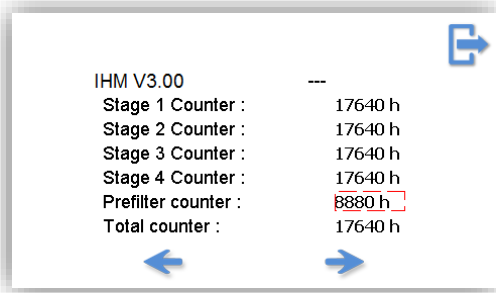 IHM V3.00 ---
Stage 1 Counter : 17640 h
Stage 2 Counter : 17640 h
Stage 3 Counter : 17640 h
Stage 4 Counter : 17640 h
Prefilter counter : 8880 h
Total counter : 17640 h